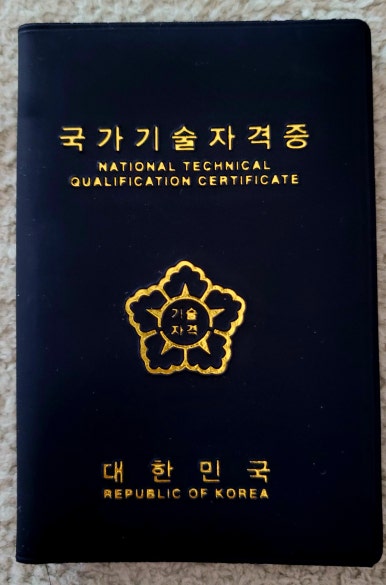 국가기술자격증
NATIONAL TECHNICAL
QUALIFICATION CERTIFICATE
기술
자격
대한민국
REPUBLIC OF KOREA